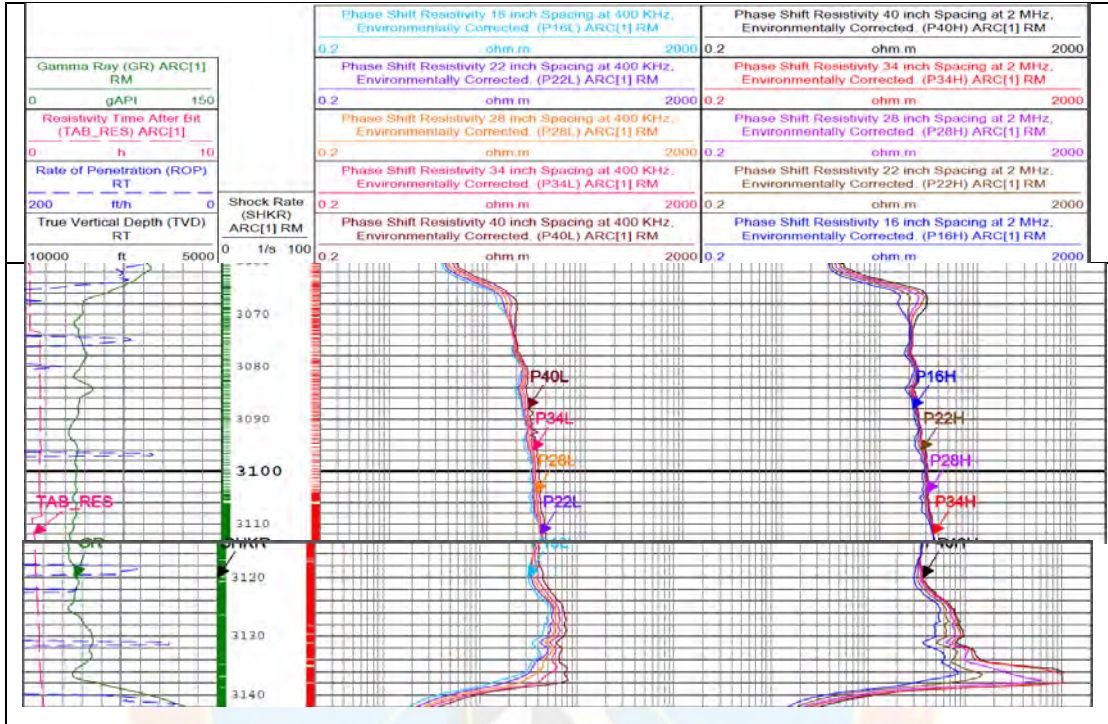 Phase Shift Resistivity 16 inch Spacing at 400 KHz,
Environmentally Corrected. (P16L) ARC[1] RM
0.2 ohm.m 2000
Phase Shift Resistivity 40 inch Spacing at 2 MHz,
Environmentally Corrected. (P40H) ARC[1] RM
0.2 ohm.m 2000
Gamma Ray (GR) ARC[1]
RM
0 gAPI 150
Phase Shift Resistivity 22 inch Spacing at 400 KHz,
Environmentally Corrected. (P22L) ARC[1] RM
0.2 ohm.m 2000
Phase Shift Resistivity 34 inch Spacing at 2 MHz,
Environmentally Corrected. (P34H) ARC[1] RM
0.2 ohm.m 2000
Resistivity Time After Bit
(TAB_RES) ARC[1]
0 h 10
Phase Shift Resistivity 28 inch Spacing at 400 KHz,
Environmentally Corrected. (P28L) ARC[1] RM
0.2 ohm.m 2000
Phase Shift Resistivity 28 inch Spacing at 2 MHz,
Environmentally Corrected. (P28H) ARC[1] RM
0.2 ohm.m 2000
Rate of Penetration (ROP)
RT
200 ft/h 0
Phase Shift Resistivity 34 inch Spacing at 400 KHz,
Environmentally Corrected. (P34L) ARC[1] RM
0.2 ohm.m 2000
Phase Shift Resistivity 22 inch Spacing at 2 MHz,
Environmentally Corrected. (P22H) ARC[1] RM
0.2 ohm.m 2000
True Vertical Depth (TVD)
RT
10000 ft 5000
Shock Rate
(SHKR)
ARC[1] RM
0 1/s 100
Phase Shift Resistivity 40 inch Spacing at 400 KHz,
Environmentally Corrected. (P40L) ARC[1] RM
0.2 ohm.m 2000
Phase Shift Resistivity 16 inch Spacing at 2 MHz,
Environmentally Corrected. (P16H) ARC[1] RM
0.2 ohm.m 2000
3070
3080
P40L P16H
3090
P34L P22H
P28L P28H
3100
TAB_RES P22L P34H
3110
GR SHKR
3120
3130
3140